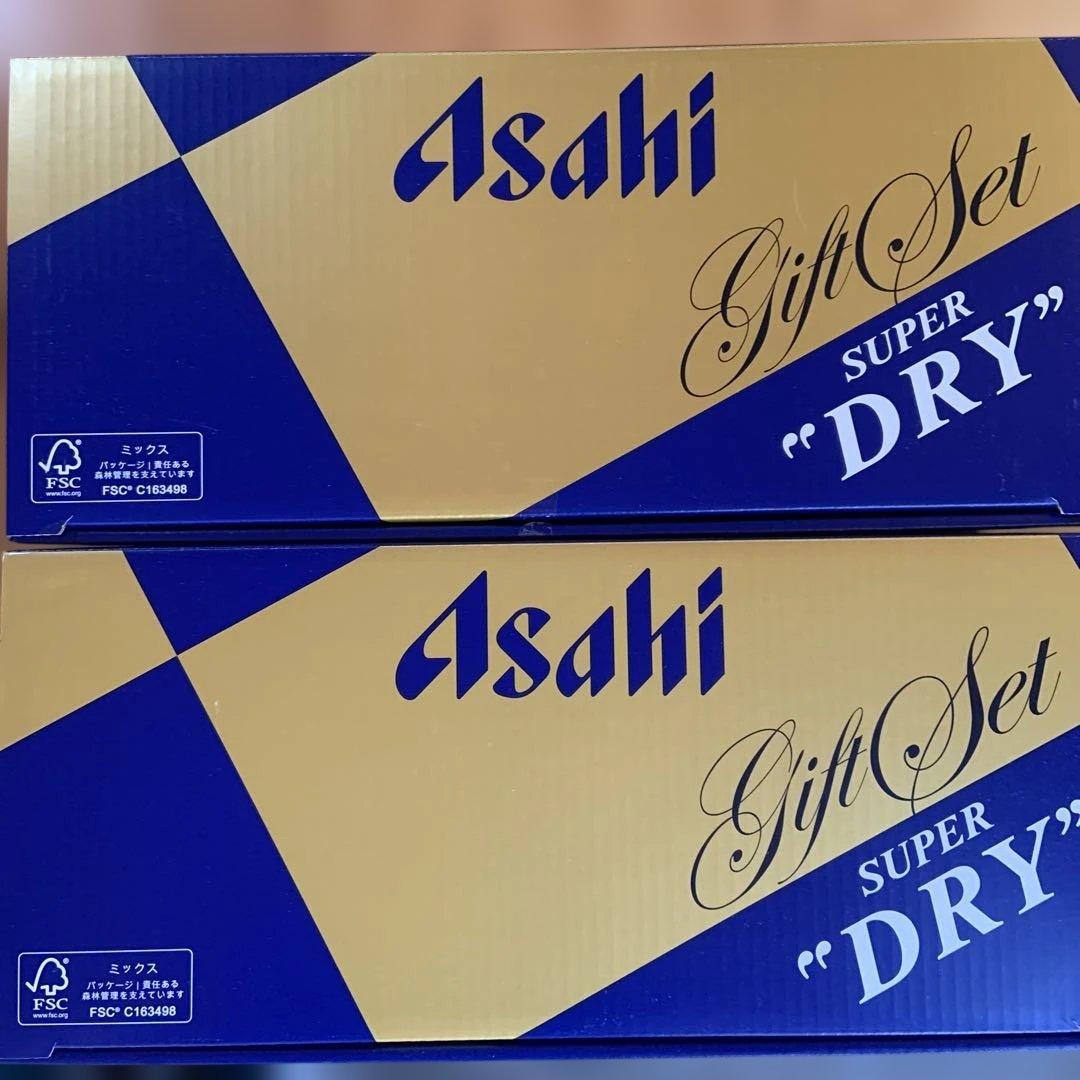 Asahi
Gift Set
SUPER
“DRY”
FSC®
www.fsc.org
ミックス
パッケージ | 責任ある
森林管理を支えています
FSC® C163498
Asahi
Gift Set
SUPER
“DRY”
FSC®
www.fsc.org
ミックス
パッケージ | 責任ある
森林管理を支えています
FSC® C163498